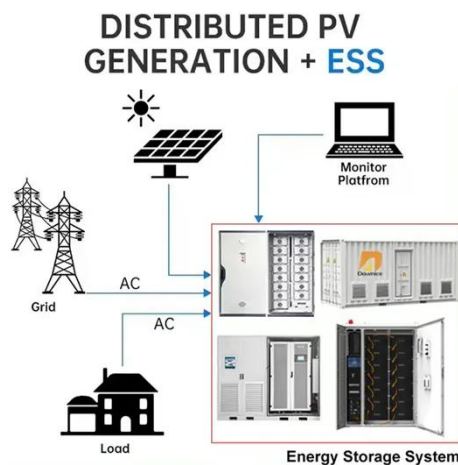 DISTRIBUTED PV
GENERATION + ESS
Monitor
Platfrom
AC
Grid
AC
Load
Energy Storage System